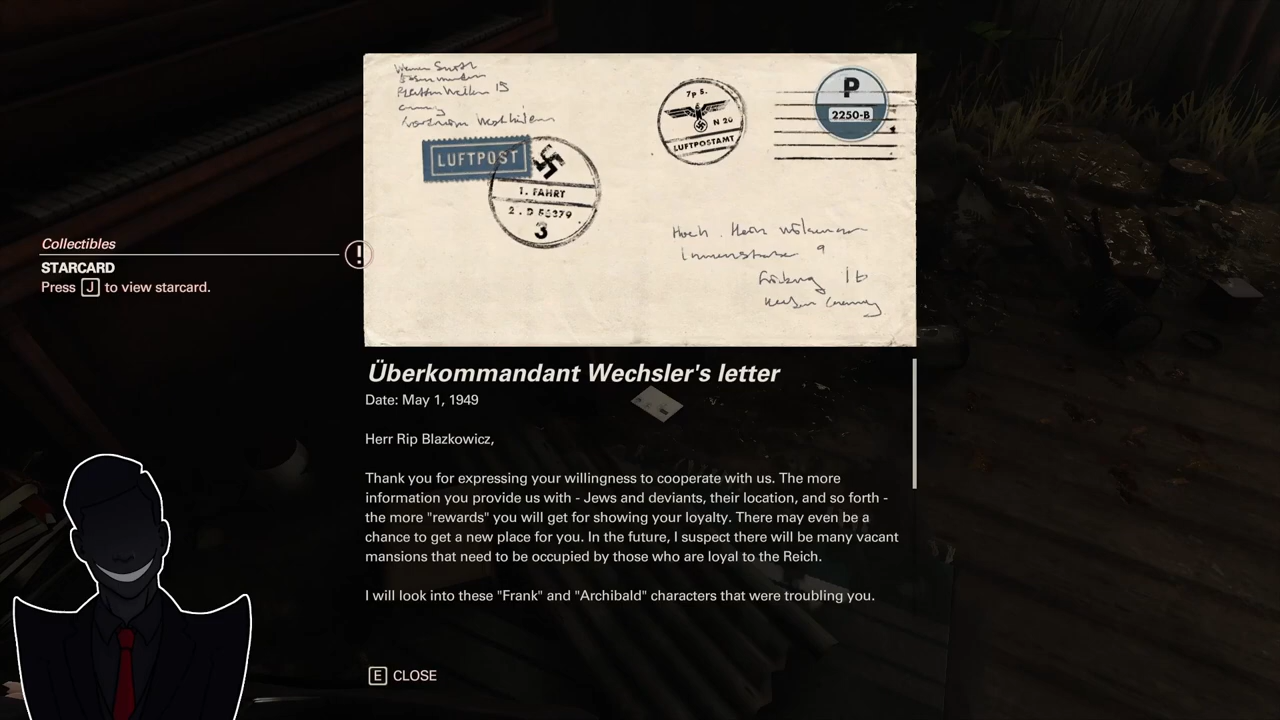 P
7p 5.
2250-B
N 20
LUFTPOSTAMT
LUFTPOST
1. FAHRT
3
Collectibles
!
STARCARD
Press J to view starcard.
Überkommandant Wechsler's letter
Date: May 1, 1949
Herr Rip Blazkowicz,
Thank you for expressing your willingness to cooperate with us. The more
information you provide us with - Jews and deviants, their location, and so forth -
the more "rewards" you will get for showing your loyalty. There may even be a
chance to get a new place for you. In the future, I suspect there will be many vacant
mansions that need to be occupied by those who are loyal to the Reich.
I will look into these "Frank" and "Archibald" characters that were troubling you.
E CLOSE